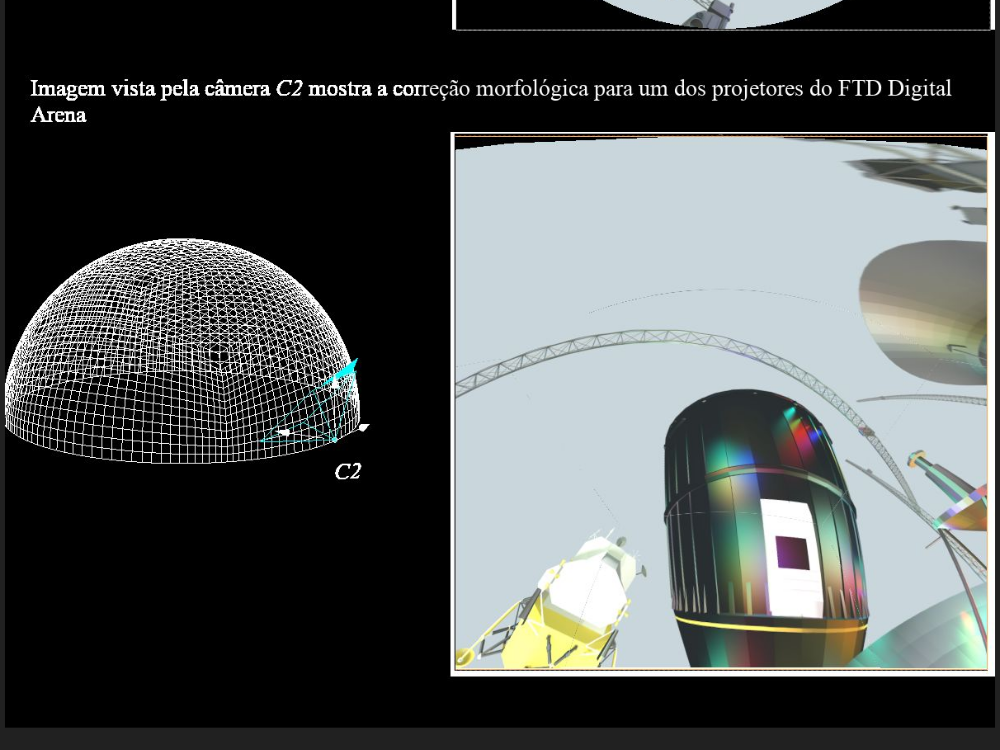 Imagem vista pela câmera C2 mostra a correção morfológica para um dos projetores do FTD Digital
Arena
C2